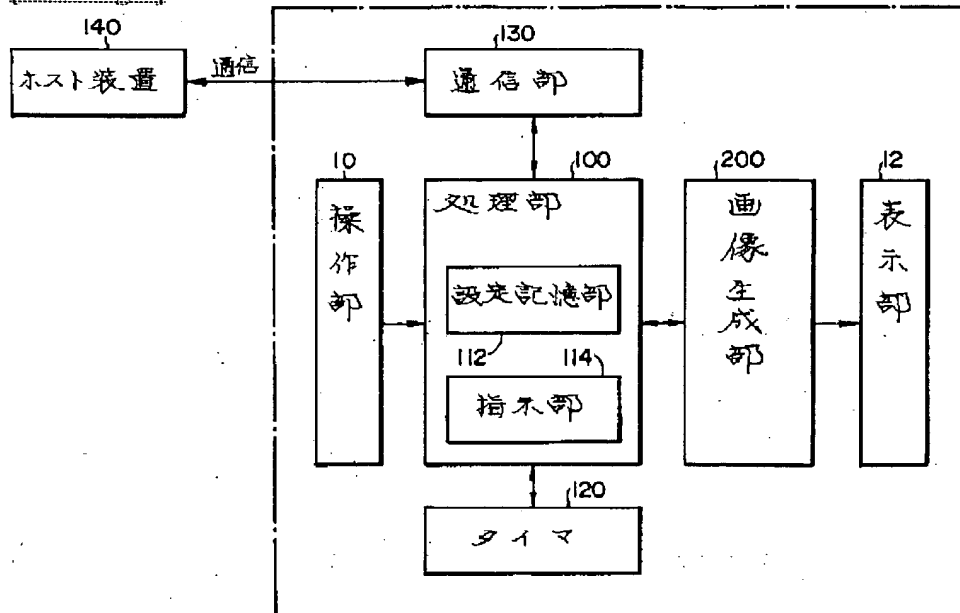 140
ホスト装置
通信
130
通信部
10
操作部
100
処理部
設定記憶部
112
114
指示部
200
画像生成部
12
表示部
120
タイマ